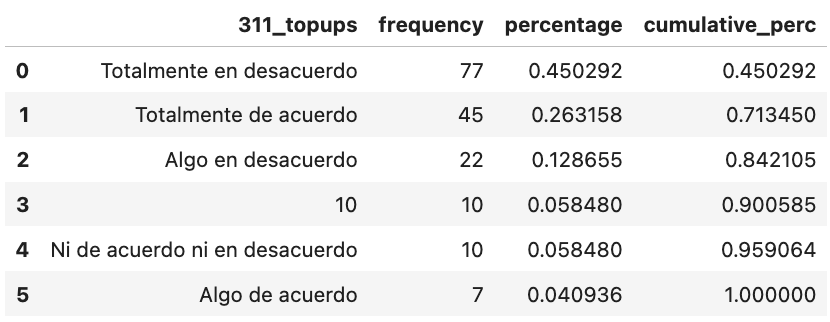 311_topups frequency percentage cumulative_perc
0 Totalmente en desacuerdo 77 0.450292 0.450292
1 Totalmente de acuerdo 45 0.263158 0.713450
2 Algo en desacuerdo 22 0.128655 0.842105
3 10 10 0.058480 0.900585
4 Ni de acuerdo ni en desacuerdo 10 0.058480 0.959064
5 Algo de acuerdo 7 0.040936 1.000000